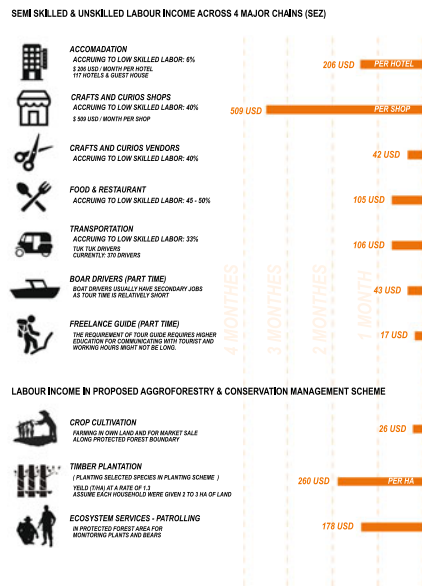 SEMI SKILLED & UNSKILLED LABOUR INCOME ACROSS 4 MAJOR CHAINS (SEZ)
ACCOMADATION
ACCRUING TO LOW SKILLED LABOR: 6%
$ 206 USD / MONTH PER HOTEL
117 HOTELS & GUEST HOUSE
206 USD
PER HOTEL
CRAFTS AND CURIOS SHOPS
ACCRUING TO LOW SKILLED LABOR: 40%
$ 509 USD / MONTH PER SHOP
509 USD
PER SHOP
CRAFTS AND CURIOS VENDORS
ACCRUING TO LOW SKILLED LABOR: 40%
42 USD
FOOD & RESTAURANT
ACCRUING TO LOW SKILLED LABOR: 45 - 50%
105 USD
TRANSPORTATION
ACCRUING TO LOW SKILLED LABOR: 33%
TUK TUK DRIVERS
CURRENTLY: 370 DRIVERS
106 USD
BOAR DRIVERS (PART TIME)
BOAT DRIVERS USUALLY HAVE SECONDARY JOBS
AS TOUR TIME IS RELATIVELY SHORT
43 USD
FREELANCE GUIDE (PART TIME)
THE REQUIREMENT OF TOUR GUIDE REQUIRES HIGHER
EDUCATION FOR COMMUNICATING WITH TOURIST AND
WORKING HOURS MIGHT NOT BE LONG.
17 USD
4 MONTHES
3 MONTHES
2 MONTHES
1 MONTH
LABOUR INCOME IN PROPOSED AGGROFORESTRY & CONSERVATION MANAGEMENT SCHEME
CROP CULTIVATION
FARMING IN OWN LAND AND FOR MARKET SALE
ALONG PROTECTED FOREST BOUNDARY
26 USD
TIMBER PLANTATION
( PLANTING SELECTED SPECIES IN PLANTING SCHEME )
YEILD (T/HA) AT A RATE OF 1.3
ASSUME EACH HOUSEHOLD WERE GIVEN 2 TO 3 HA OF LAND
260 USD
PER HA
ECOSYSTEM SERVICES - PATROLLING
IN PROTECTED FOREST AREA FOR
MONITORING PLANTS AND BEARS
178 USD